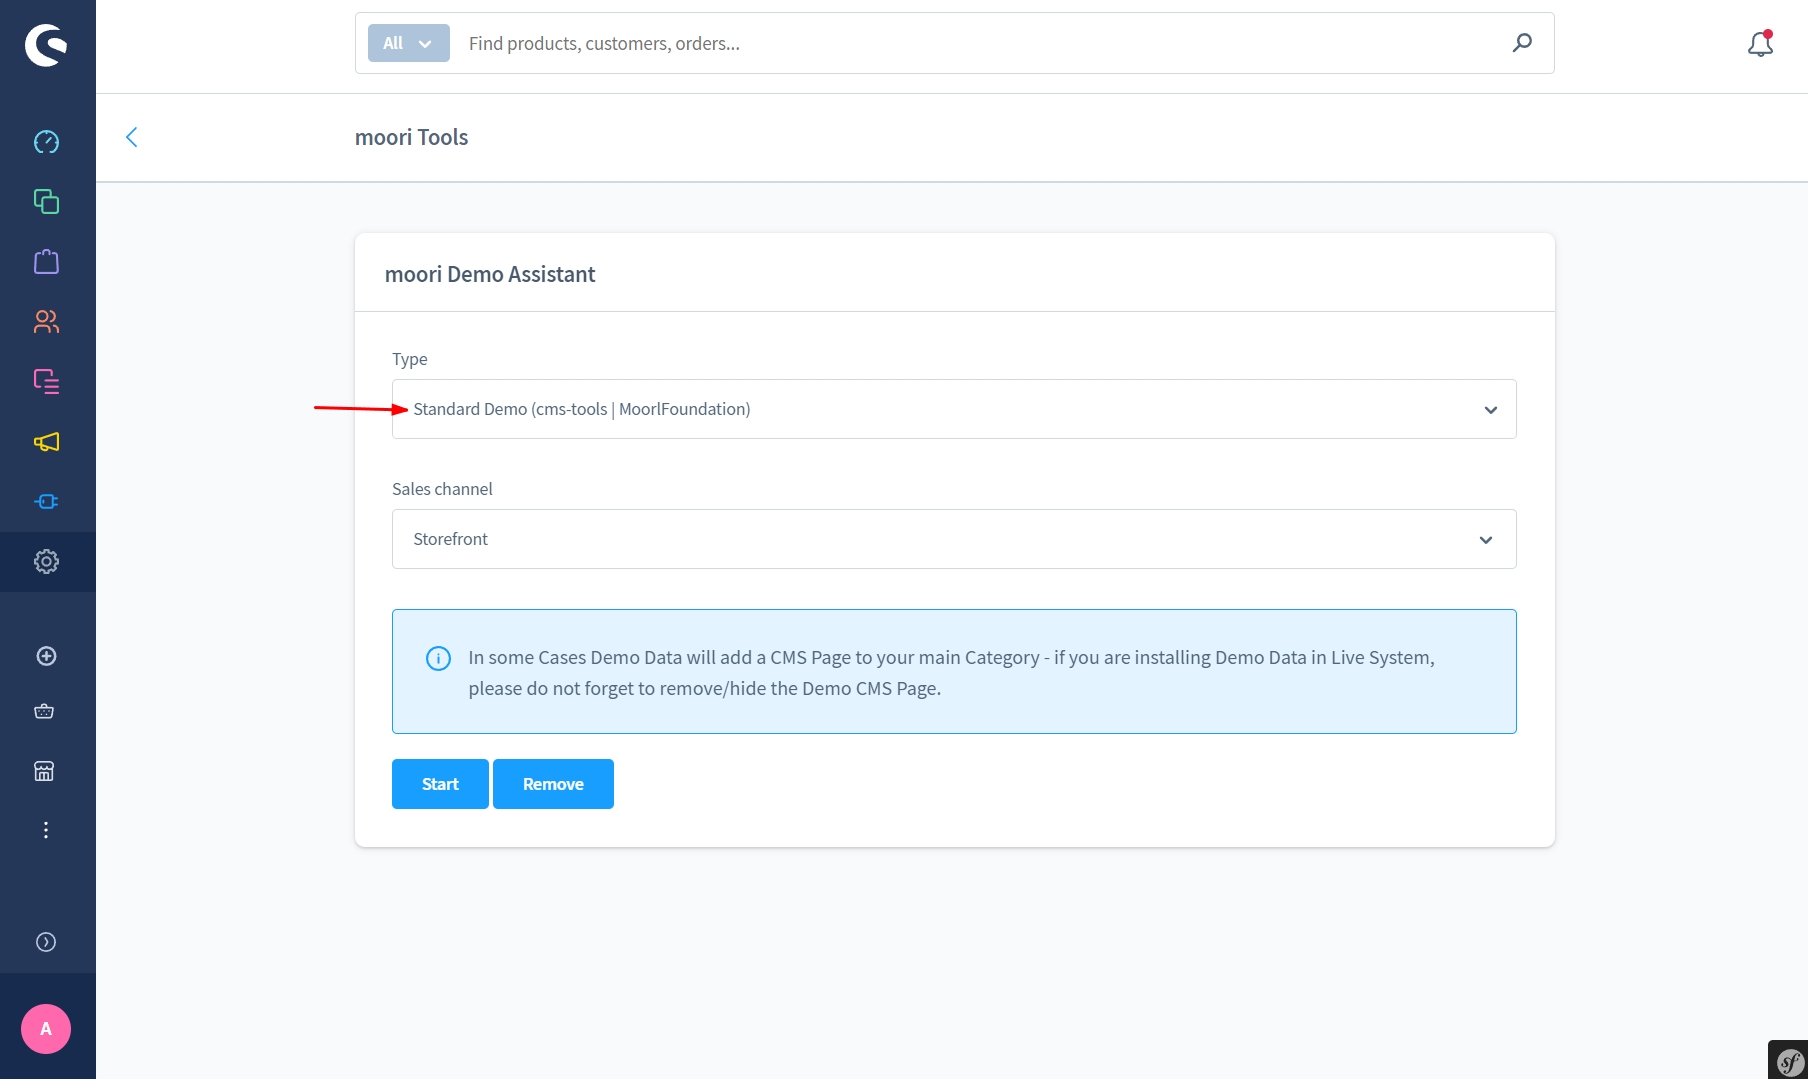 All
Find products, customers, orders...
moori Tools
moori Demo Assistant
Type
Standard Demo (cms-tools | MoorlFoundation)
Sales channel
Storefront
In some Cases Demo Data will add a CMS Page to your main Category - if you are installing Demo Data in Live System,
please do not forget to remove/hide the Demo CMS Page.
Start
Remove
A
sf